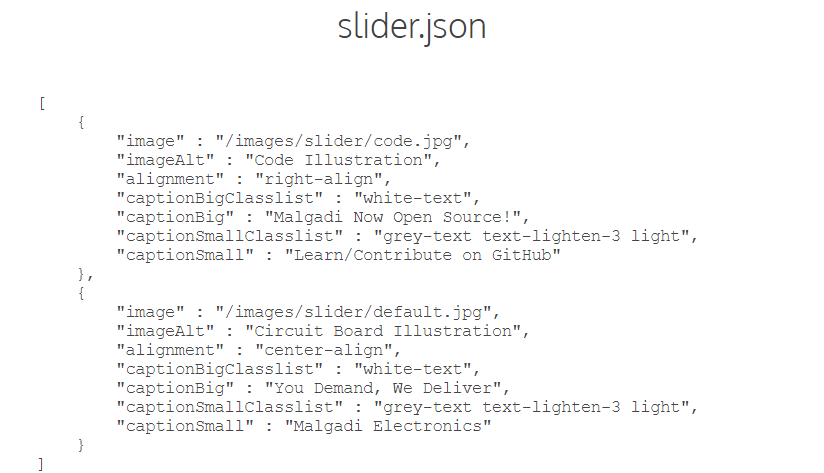 slider.json
[
    {
        "image" : "/images/slider/code.jpg",
        "imageAlt" : "Code Illustration",
        "alignment" : "right-align",
        "captionBigClasslist" : "white-text",
        "captionBig" : "Malgadi Now Open Source!",
        "captionSmallClasslist" : "grey-text text-lighten-3 light",
        "captionSmall" : "Learn/Contribute on GitHub"
    },
    {
        "image" : "/images/slider/default.jpg",
        "imageAlt" : "Circuit Board Illustration",
        "alignment" : "center-align",
        "captionBigClasslist" : "white-text",
        "captionBig" : "You Demand, We Deliver",
        "captionSmallClasslist" : "grey-text text-lighten-3 light",
        "captionSmall" : "Malgadi Electronics"
    }
]